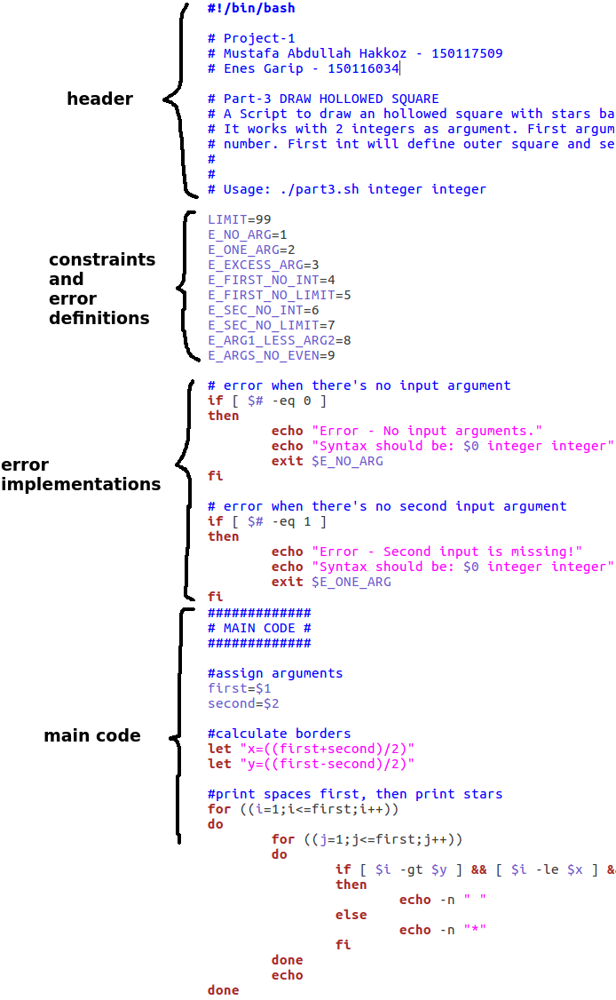 #!/bin/bash
# Project-1
# Mustafa Abdullah Hakkoz - 150117509
# Enes Garip - 150116034
header
# Part-3 DRAW HOLLOWED SQUARE
# A Script to draw an hollowed square with stars ba
# It works with 2 integers as argument. First argum
# number. First int will define outer square and se
#
#
# Usage: ./part3.sh integer integer
constraints
and
error
definitions
LIMIT=99
E_NO_ARG=1
E_ONE_ARG=2
E_EXCESS_ARG=3
E_FIRST_NO_INT=4
E_FIRST_NO_LIMIT=5
E_SEC_NO_INT=6
E_SEC_NO_LIMIT=7
E_ARG1_LESS_ARG2=8
E_ARGS_NO_EVEN=9
error
implementations
# error when there's no input argument
if [ $# -eq 0 ]
then
echo "Error - No input arguments."
echo "Syntax should be: $0 integer integer"
exit $E_NO_ARG
fi
# error when there's no second input argument
if [ $# -eq 1 ]
then
echo "Error - Second input is missing!"
echo "Syntax should be: $0 integer integer"
exit $E_ONE_ARG
fi
main code
#############
# MAIN CODE #
#############
#assign arguments
first=$1
second=$2
#calculate borders
let "x=((first+second)/2)"
let "y=((first-second)/2)"
#print spaces first, then print stars
for ((i=1;i<=first;i++))
do
for ((j=1;j<=first;j++))
do
if [ $i -gt $y ] && [ $i -le $x ] &
then
echo -n " "
else
echo -n "*"
fi
done
echo
done